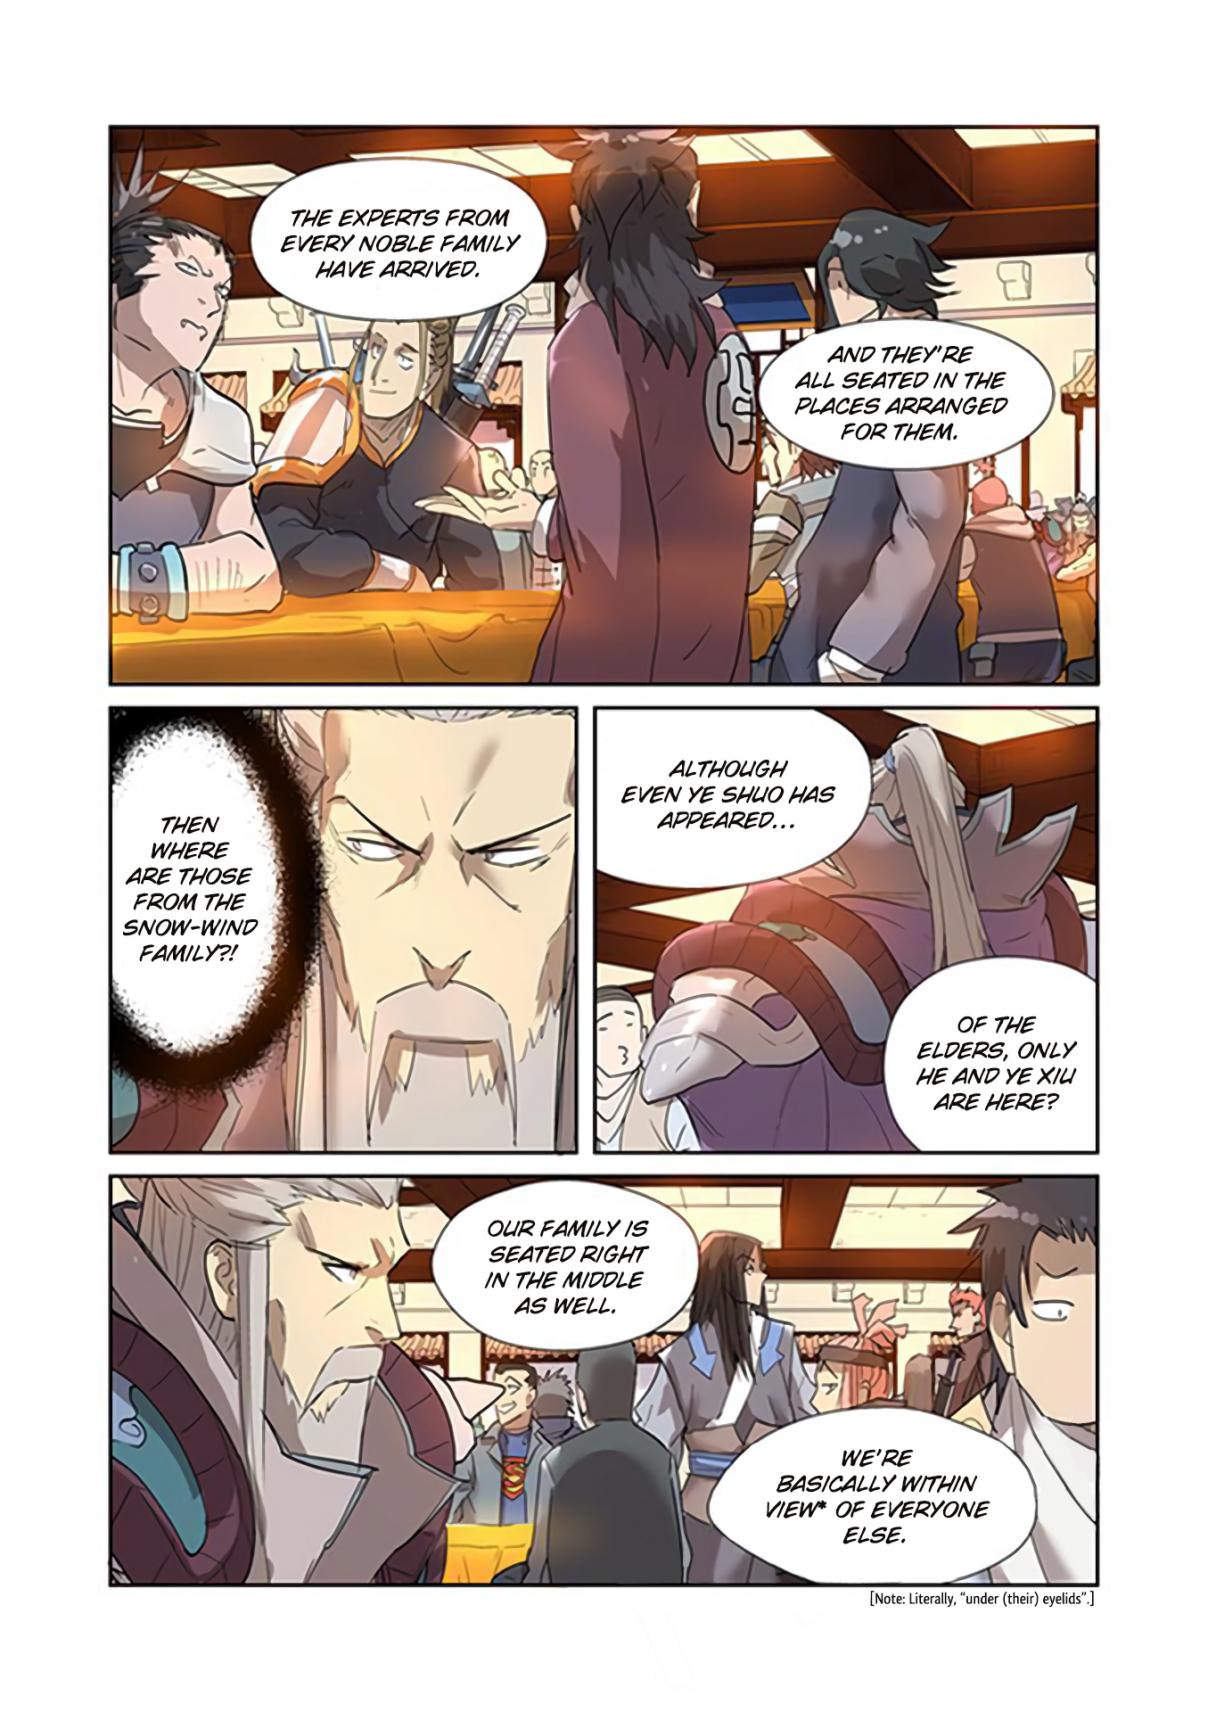 THE EXPERTS FROM
EVERY NOBLE FAMILY
HAVE ARRIVED.
AND THEY'RE
ALL SEATED IN THE
PLACES ARRANGED
FOR THEM.
THEN
WHERE
ARE THOSE
FROM THE
SNOW-WIND
FAMILY?!
ALTHOUGH
EVEN YE SHUO HAS
APPEARED...
OF THE
ELDERS, ONLY
HE AND YE XIU
ARE HERE?
OUR FAMILY IS
SEATED RIGHT
IN THE MIDDLE
AS WELL.
WE'RE
BASICALLY WITHIN
VIEW* OF EVERYONE
ELSE.
[Note: Literally, "under (their) eyelids".]